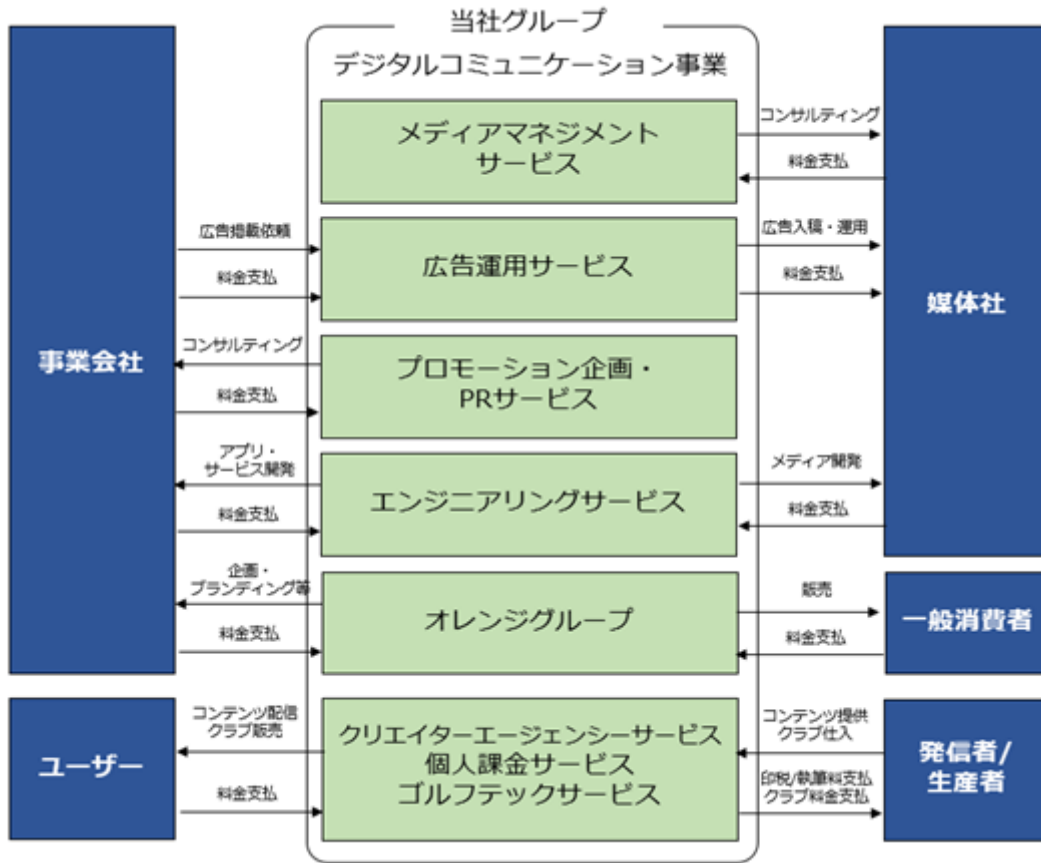 当社グループ
デジタルコミュニケーション事業
事業会社
媒体社
メディアマネジメント
サービス
コンサルティング
料金支払
広告掲載依頼
料金支払
広告運用サービス
広告入稿・運用
料金支払
コンサルティング
料金支払
プロモーション企画・
PRサービス
アプリ・
サービス開発
料金支払
エンジニアリングサービス
メディア開発
料金支払
企画・
ブランディング等
料金支払
オレンジグループ
販売
料金支払
一般消費者
ユーザー
コンテンツ配信
クラブ販売
料金支払
クリエイターエージェンシーサービス
個人課金サービス
ゴルフテックサービス
コンテンツ提供
クラブ仕入
印税/執筆料支払
クラブ料金支払
発信者/
生産者